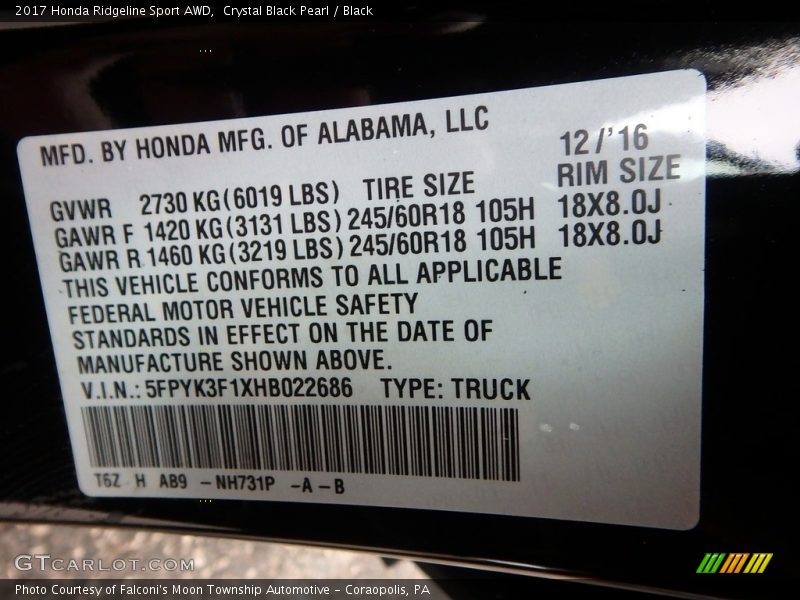 2017 Honda Ridgeline Sport AWD, Crystal Black Pearl / Black
MFD. BY HONDA MFG. OF ALABAMA, LLC 12/'16
GVWR 2730 KG(6019 LBS) TIRE SIZE RIM SIZE
GAWR F 1420 KG(3131 LBS) 245/60R18 105H 18X8.0J
GAWR R 1460 KG(3219 LBS) 245/60R18 105H 18X8.0J
THIS VEHICLE CONFORMS TO ALL APPLICABLE
FEDERAL MOTOR VEHICLE SAFETY
STANDARDS IN EFFECT ON THE DATE OF
MANUFACTURE SHOWN ABOVE.
V.I.N.: 5FPYK3F1XHB022686 TYPE: TRUCK
T6Z H AB9 -NH731P -A-B
GTcarlot.com
Photo Courtesy of Falconi's Moon Township Automotive - Coraopolis, PA